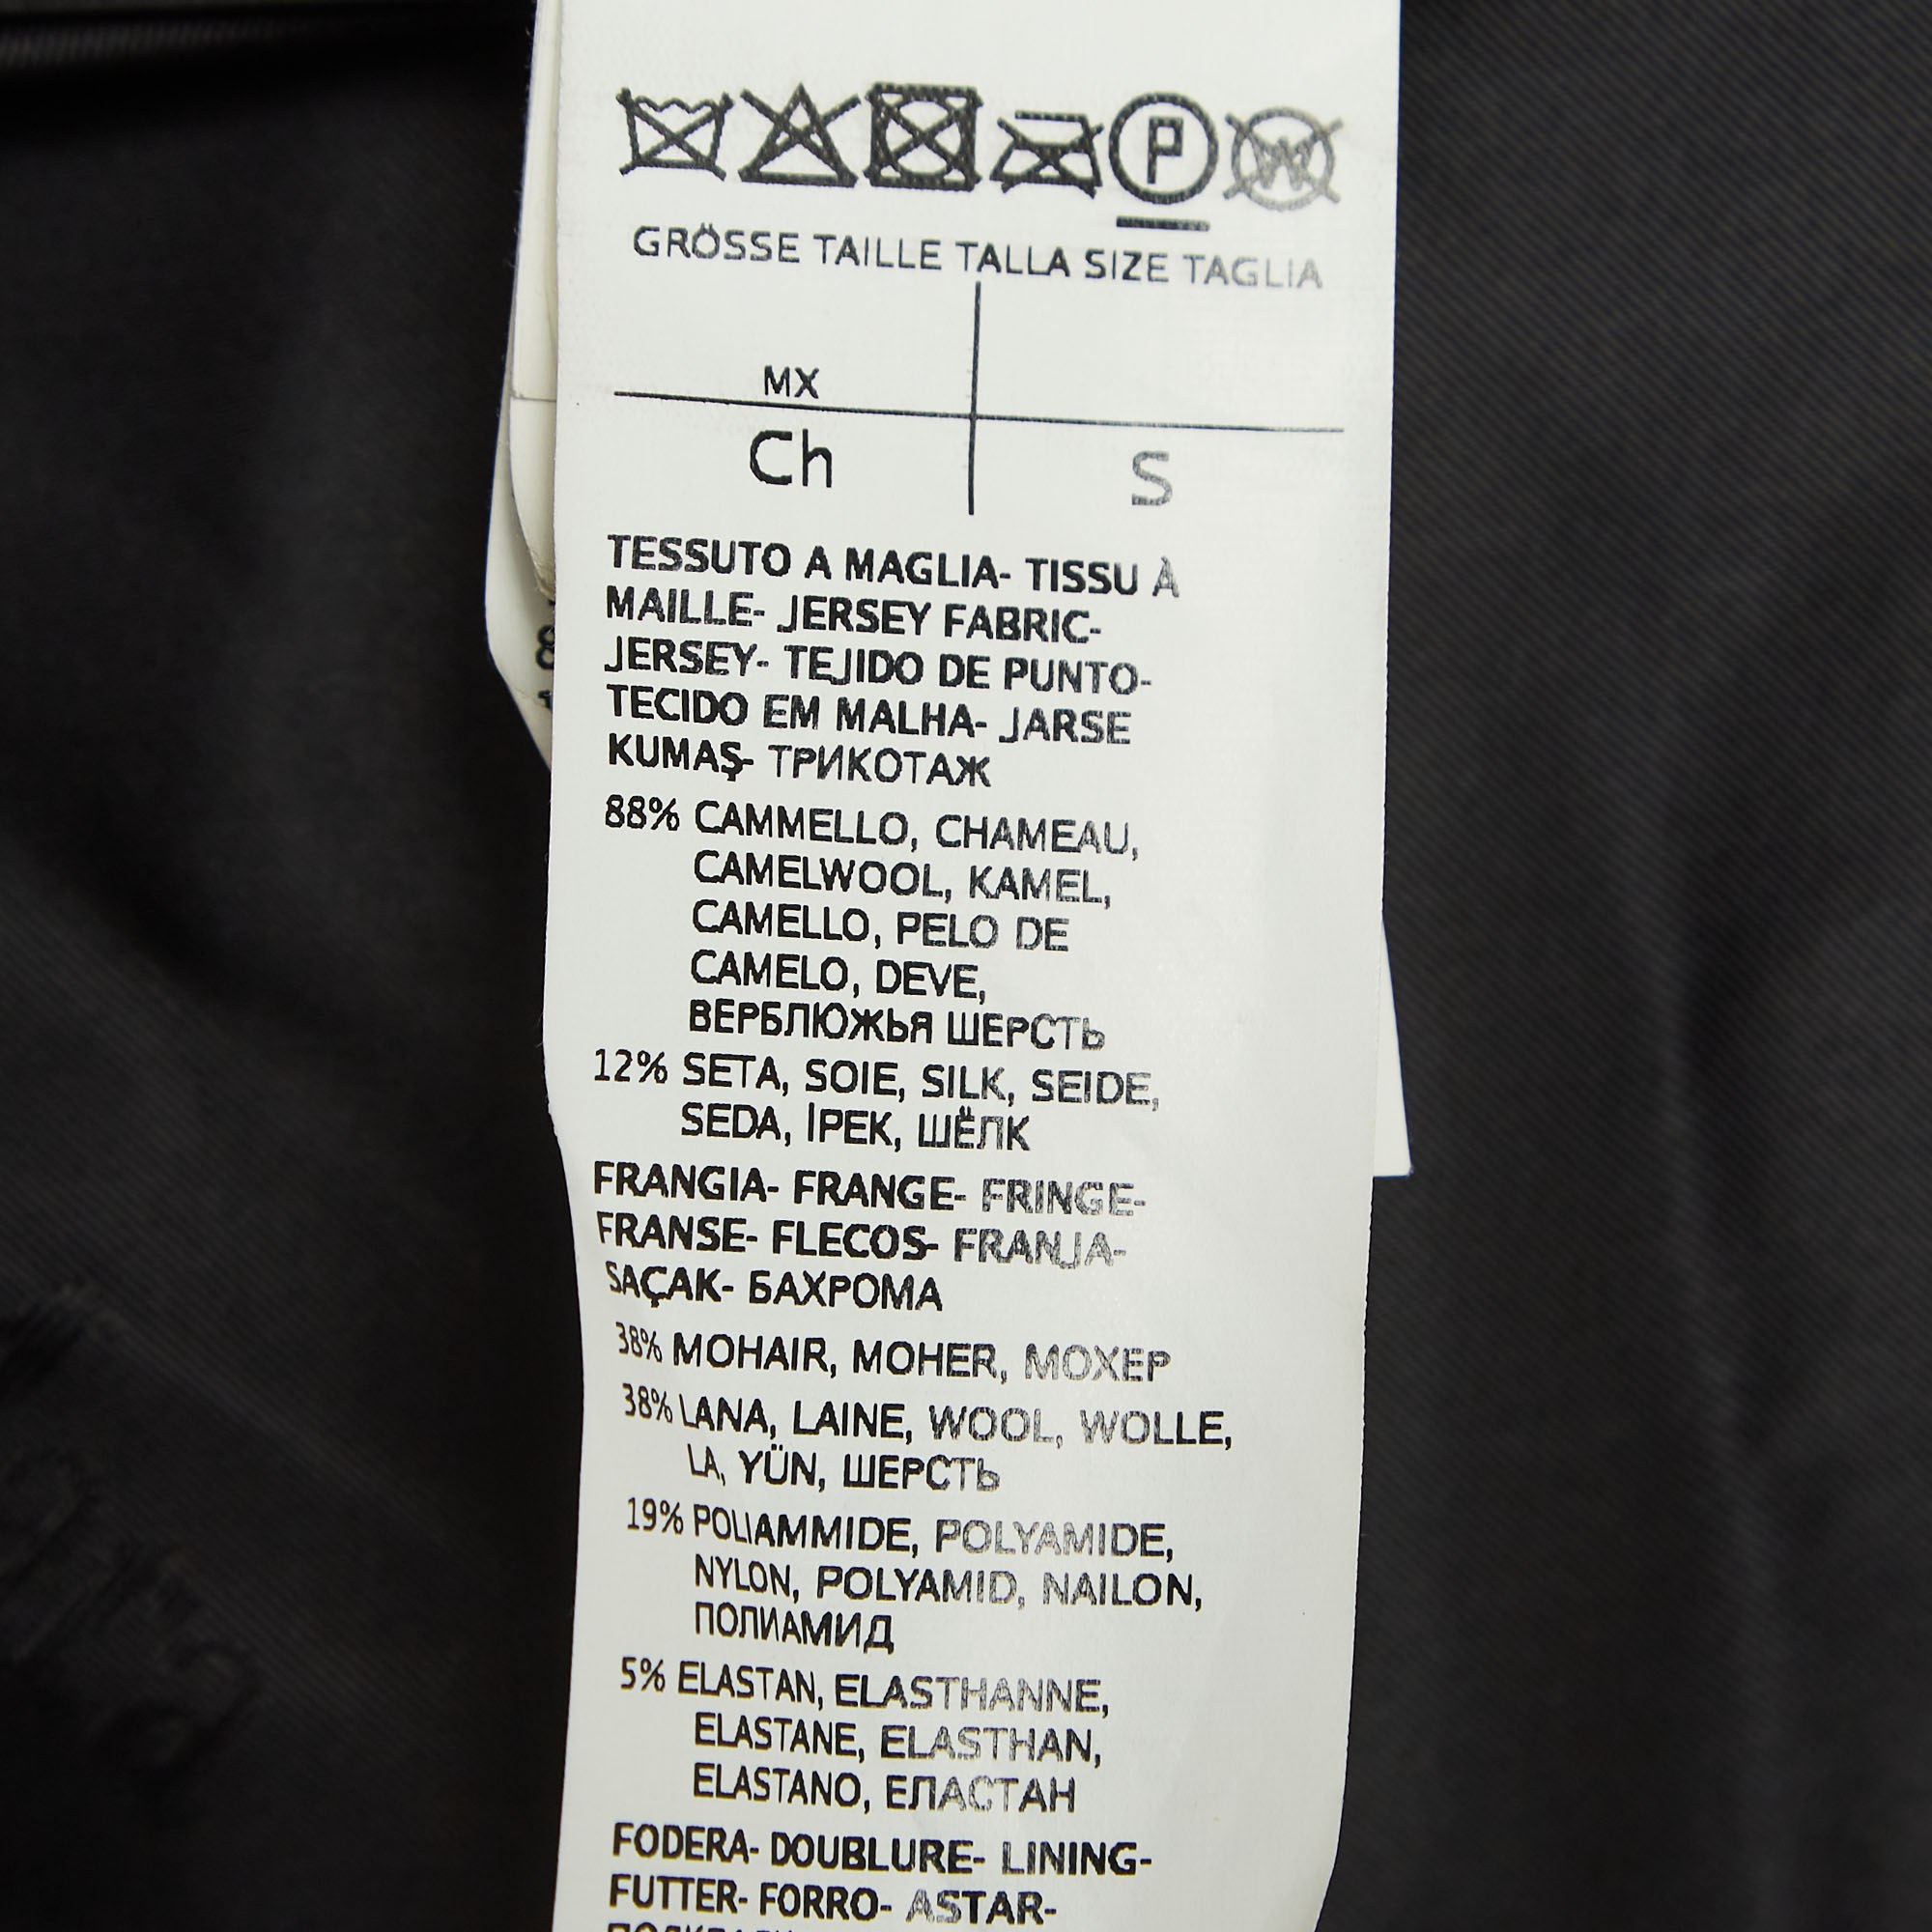 P W
GRÖSSE TAILLE TALLA SIZE TAGLIA
MX
Ch S
TESSUTO A MAGLIA- TISSU À
MAILLE- JERSEY FABRIC-
JERSEY- TEJIDO DE PUNTO-
TECIDO EM MALHA- JARSE
KUMAŞ- ТРИКОТАЖ
88% CAMMELLO, CHAMEAU,
CAMELWOOL, KAMEL,
CAMELLO, PELO DE
CAMELO, DEVE,
ВЕРБЛЮЖЬЯ ШЕРСТЬ
12% SETA, SOIE, SILK, SEIDE,
SEDA, İPEK, ШЁЛК
FRANGIA- FRANGE- FRINGE-
FRANSE- FLECOS- FRANJA-
SAÇAK- БАХРОМА
38% MOHAIR, MOHER, МОХЕР
38% LANA, LAINE, WOOL, WOLLE,
LA, YÜN, ШЕРСТЬ
19% POLIAMMIDE, POLYAMIDE,
NYLON, POLYAMID, NAILON,
ПОЛИАМИД
5% ELASTAN, ELASTHANNE,
ELASTANE, ELASTHAN,
ELASTANO, ЕЛАСТАН
FODERA- DOUBLURE- LINING-
FUTTER- FORRO- ASTAR-